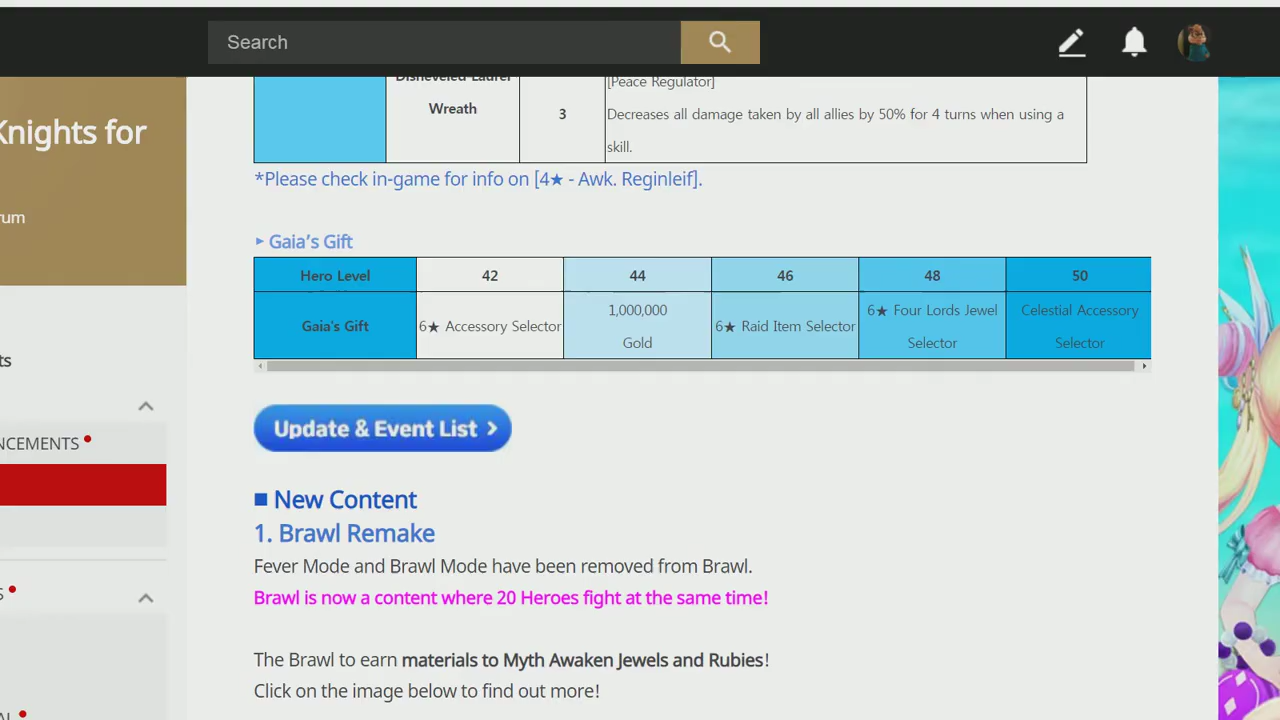 Search
Knights for
rum
ts
NCEMENTS
S
Disheveled Laurel
Wreath
3
[Peace Regulator]
Decreases all damage taken by all allies by 50% for 4 turns when using a
skill.
*Please check in-game for info on [4★ - Awk. Reginleif].
▸ Gaia's Gift
Hero Level 42 44 46 48 50
Gaia's Gift
6★ Accessory Selector
1,000,000
Gold
6★ Raid Item Selector
6★ Four Lords Jewel
Selector
Celestial Accessory
Selector
Update & Event List >
■ New Content
1. Brawl Remake
Fever Mode and Brawl Mode have been removed from Brawl.
Brawl is now a content where 20 Heroes fight at the same time!
The Brawl to earn materials to Myth Awaken Jewels and Rubies!
Click on the image below to find out more!